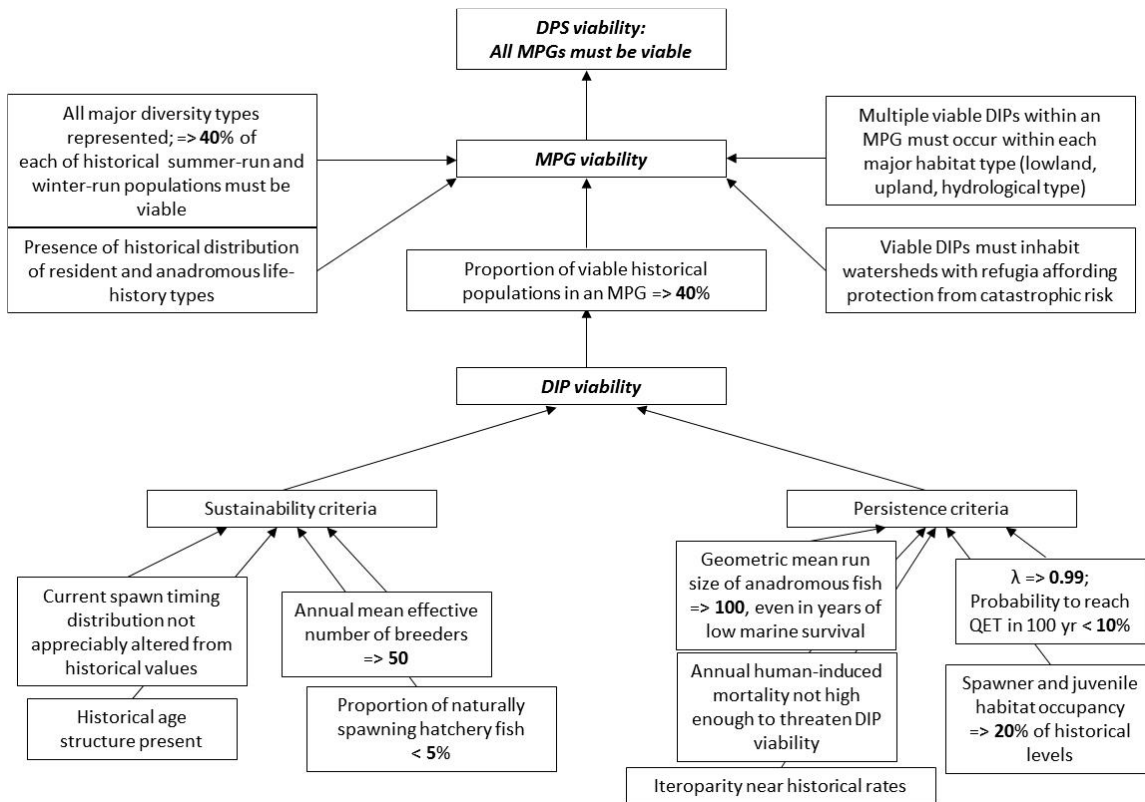 DPS viability:
All MPGs must be viable
All major diversity types
represented; => 40% of
each of historical summer-run and
winter-run populations must be
viable
MPG viability
Multiple viable DIPs within an
MPG must occur within each
major habitat type (lowland,
upland, hydrological type)
Presence of historical distribution
of resident and anadromous life-
history types
Proportion of viable historical
populations in an MPG => 40%
Viable DIPs must inhabit
watersheds with refugia affording
protection from catastrophic risk
DIP viability
Sustainability criteria
Persistence criteria
Current spawn timing
distribution not
appreciably altered from
historical values
Annual mean effective
number of breeders
=> 50
Historical age
structure present
Proportion of naturally
spawning hatchery fish
< 5%
Geometric mean run
size of anadromous fish
=> 100, even in years of
low marine survival
λ => 0.99;
Probability to reach
QET in 100 yr < 10%
Annual human-induced
mortality not high
enough to threaten DIP
viability
Spawner and juvenile
habitat occupancy
=> 20% of historical
levels
Iteroparity near historical rates